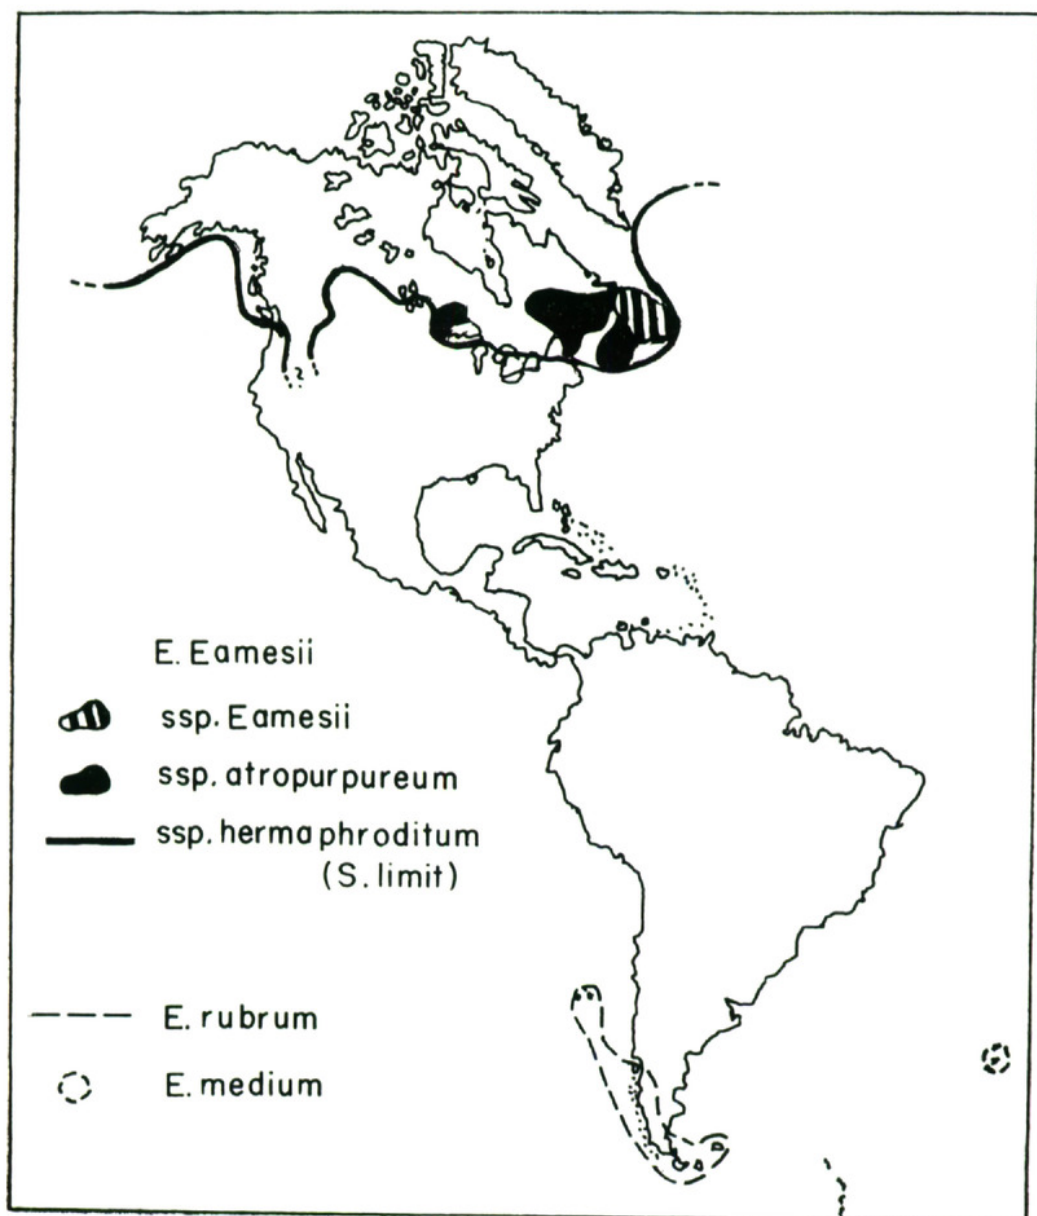 ?
E. Eamesii
ssp. Eamesii
ssp. atropurpureum
ssp. hermaphroditum
(S. limit)
E. rubrum
E. medium